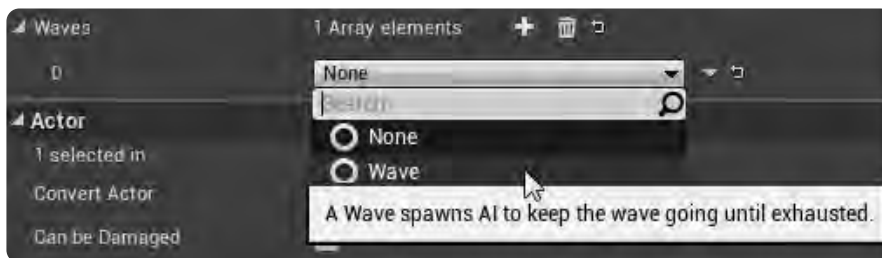 Waves 1 Array elements
0 None
Search
Actor None
1 selected in
Wave
Convert Actor
A Wave spawns AI to keep the wave going until exhausted.
Can be Damaged